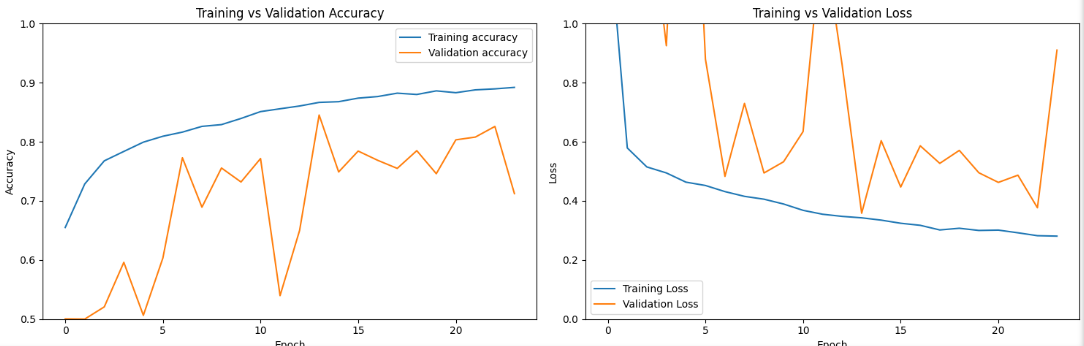 Training vs Validation Accuracy
1.0
0.9
0.8
0.7
0.6
0.5
Accuracy
0
5
10
15
20
Epoch
Training accuracy
Validation accuracy
Training vs Validation Loss
1.0
0.8
0.6
0.4
0.2
0.0
Loss
0
5
10
15
20
Epoch
Training Loss
Validation Loss